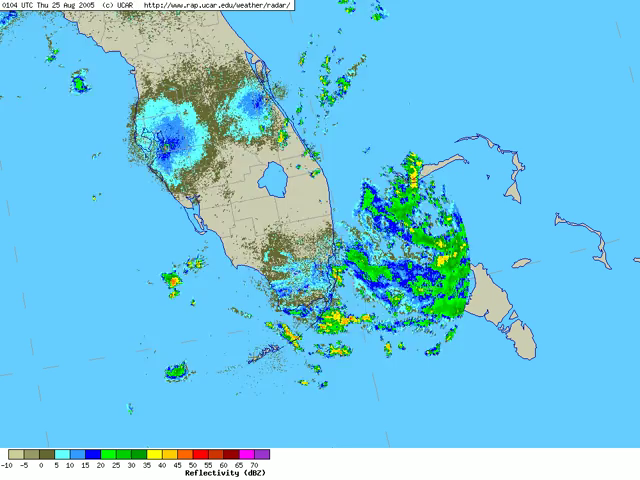 0104 UTC Thu 25 Aug 2005 (c) UCAR http://www.rap.ucar.edu/weather/radar/
-10 -5 0 5 10 15 20 25 30 35 40 45 50 55 60 65 70
Reflectivity (dBZ)